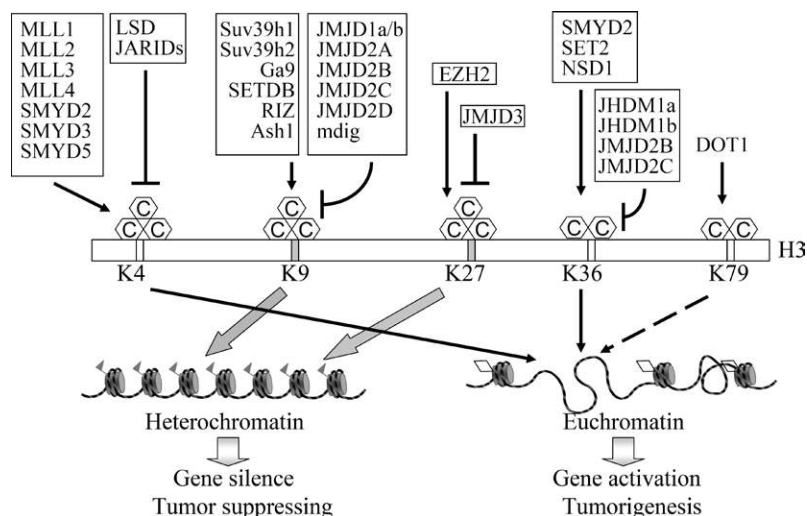 MLL1
MLL2
MLL3
MLL4
SMYD2
SMYD3
SMYD5
LSD
JARIDs
Suv39h1
Suv39h2
Ga9
SETDB
RIZ
Ash1
JMJD1a/b
JMJD2A
JMJD2B
JMJD2C
JMJD2D
mdig
EZH2
JMJD3
SMYD2
SET2
NSD1
JHDM1a
JHDM1b
JMJD2B
JMJD2C
DOT1
C
C C
C
C C
C
C C
C C
C C
H3
K4
K9
K27
K36
K79
Heterochromatin
Gene silence
Tumor suppressing
Euchromatin
Gene activation
Tumorigenesis